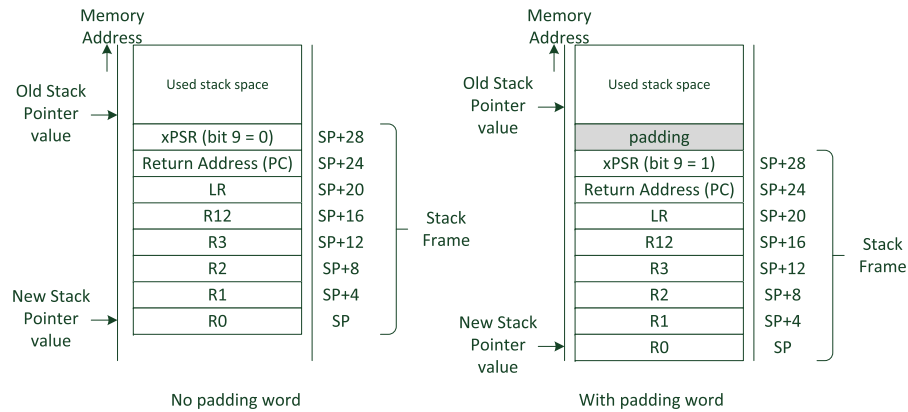 Memory
Address
Used stack space
Old Stack
Pointer
value
xPSR (bit 9 = 0)
SP+28
Return Address (PC)
SP+24
LR
SP+20
R12
SP+16
R3
SP+12
R2
SP+8
R1
SP+4
R0
SP
Stack
Frame
New Stack
Pointer
value
No padding word
Memory
Address
Used stack space
Old Stack
Pointer
value
padding
xPSR (bit 9 = 1)
SP+28
Return Address (PC)
SP+24
LR
SP+20
R12
SP+16
R3
SP+12
R2
SP+8
R1
SP+4
R0
SP
Stack
Frame
New Stack
Pointer
value
With padding word